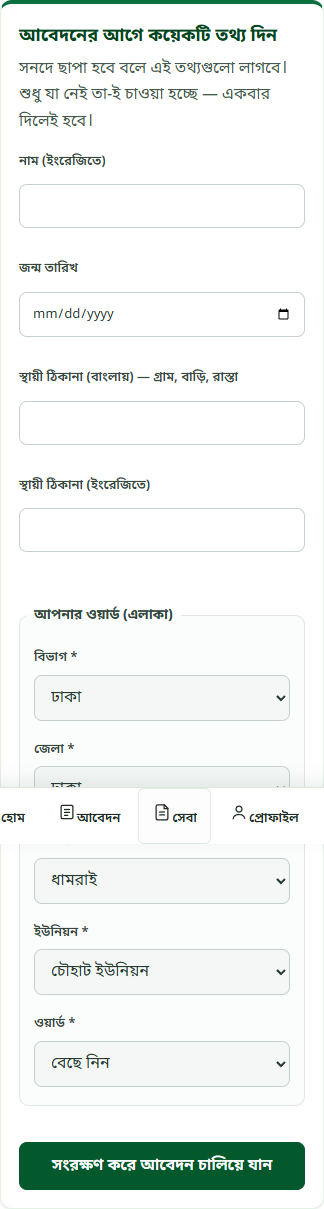 আবেদনের আগে কয়েকটি তথ্য দিন
সনদে ছাপা হবে বলে এই তথ্যগুলো লাগবে।
শুধু যা নেই তা-ই চাওয়া হচ্ছে — একবার
দিলেই হবে।
নাম (ইংরেজিতে)
জন্ম তারিখ
mm/dd/yyyy
স্থায়ী ঠিকানা (বাংলায়) — গ্রাম, বাড়ি, রাস্তা
স্থায়ী ঠিকানা (ইংরেজিতে)
আপনার ওয়ার্ড (এলাকা)
বিভাগ *
ঢাকা
জেলা *
ঢাকা
হোম আবেদন সেবা প্রোফাইল
ধামরাই
ইউনিয়ন *
চৌহাট ইউনিয়ন
ওয়ার্ড *
বেছে নিন
সংরক্ষণ করে আবেদন চালিয়ে যান